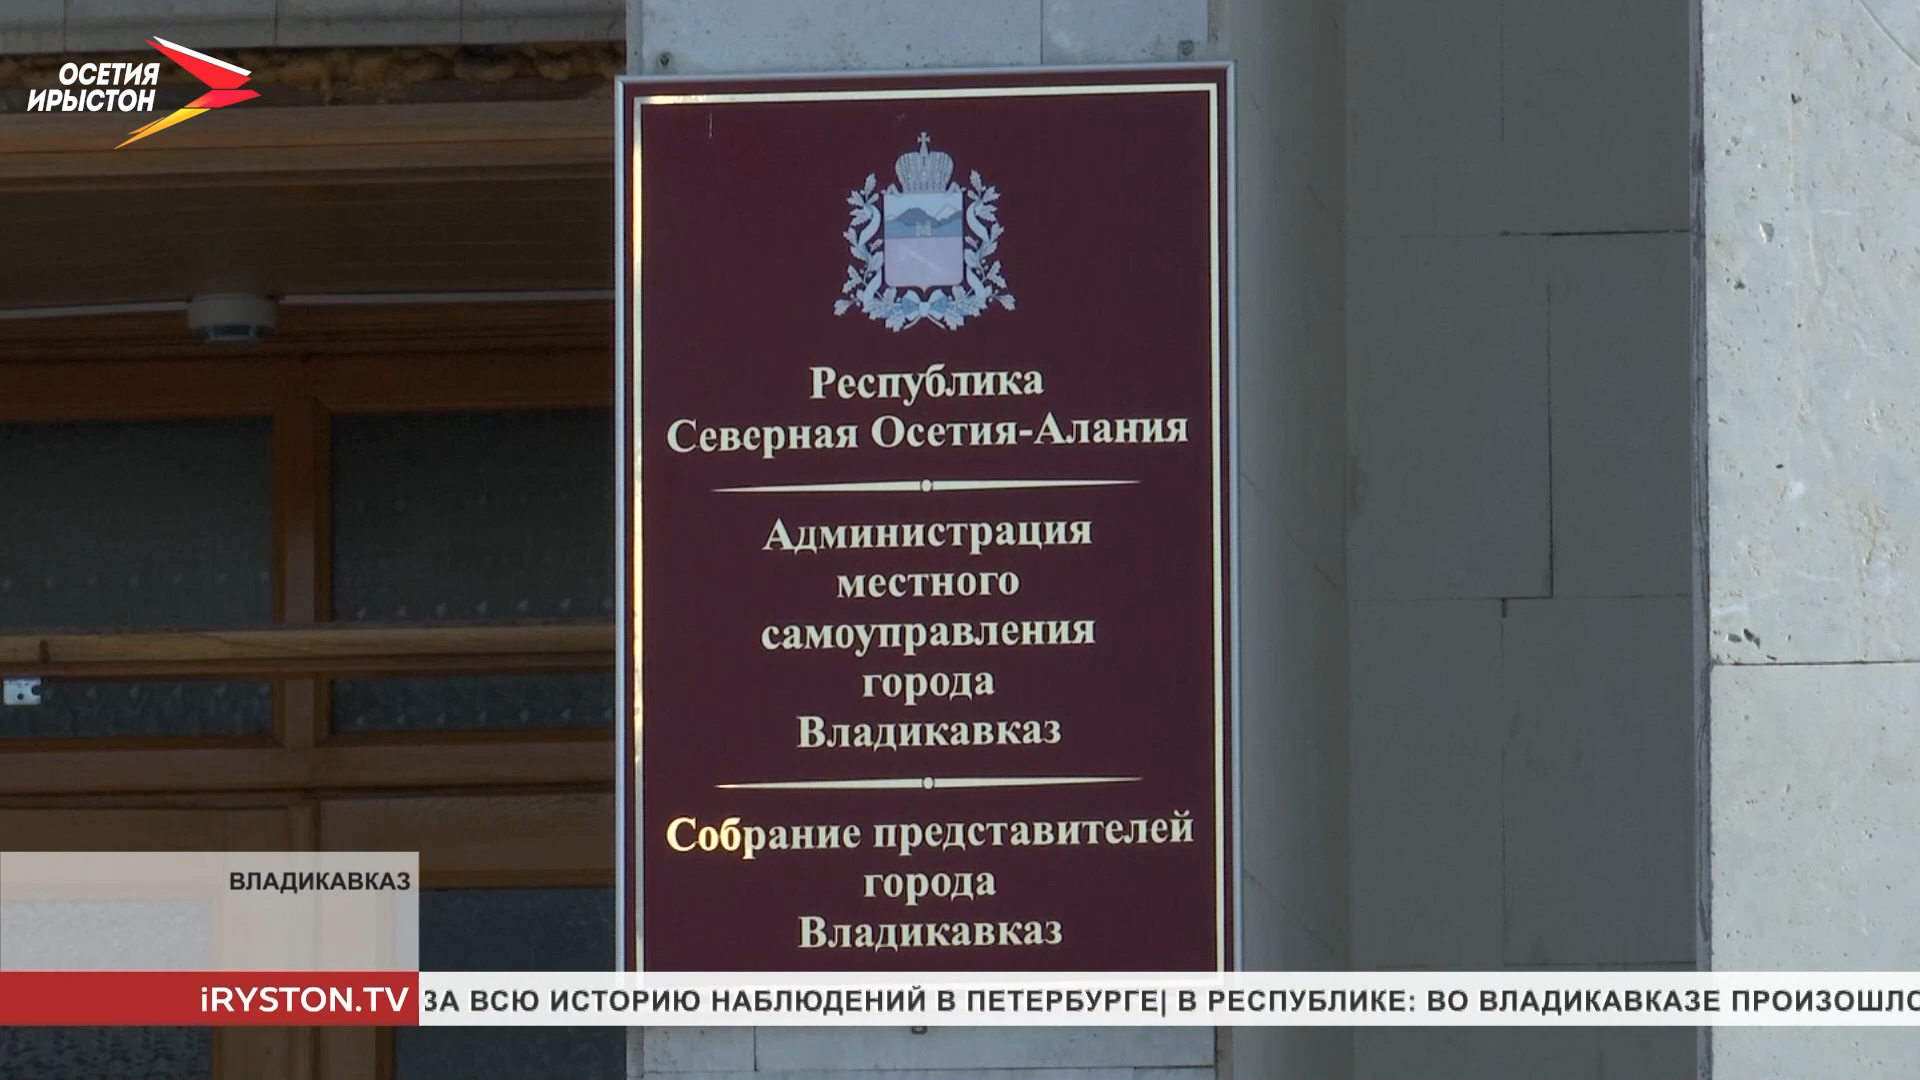 ОСЕТИЯ
ИРЫСТОН
Республика
Северная Осетия-Алания
Администрация
местного
самоуправления
города
Владикавказ
Собрание представителей
города
Владикавказ
ВЛАДИКАВКАЗ
iRYSTON.TV
ЗА ВСЮ ИСТОРИЮ НАБЛЮДЕНИЙ В ПЕТЕРБУРГЕ| В РЕСПУБЛИКЕ: ВО ВЛАДИКАВКАЗЕ ПРОИЗОШЛО